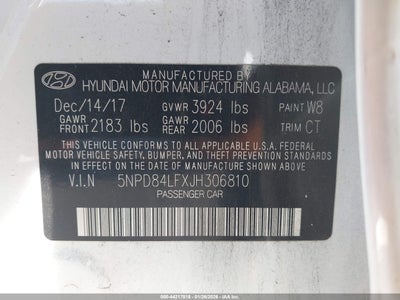 MANUFACTURED BY
HYUNDAI MOTOR MANUFACTURING ALABAMA, LLC
Dec/14/17 GVWR 3924 lbs PAINT W8
GAWR FRONT 2183 lbs GAWR REAR 2006 lbs TRIM CT
THIS VEHICLE CONFORMS TO ALL APPLICABLE U.S. FEDERAL
MOTOR VEHICLE SAFETY, BUMPER, AND THEFT PREVENTION
STANDARDS IN EFFECT ON THE DATE OF MANUFACTURE SHOWN ABOVE.
V.I.N 5NPD84LFXJH306810
PASSENGER CAR